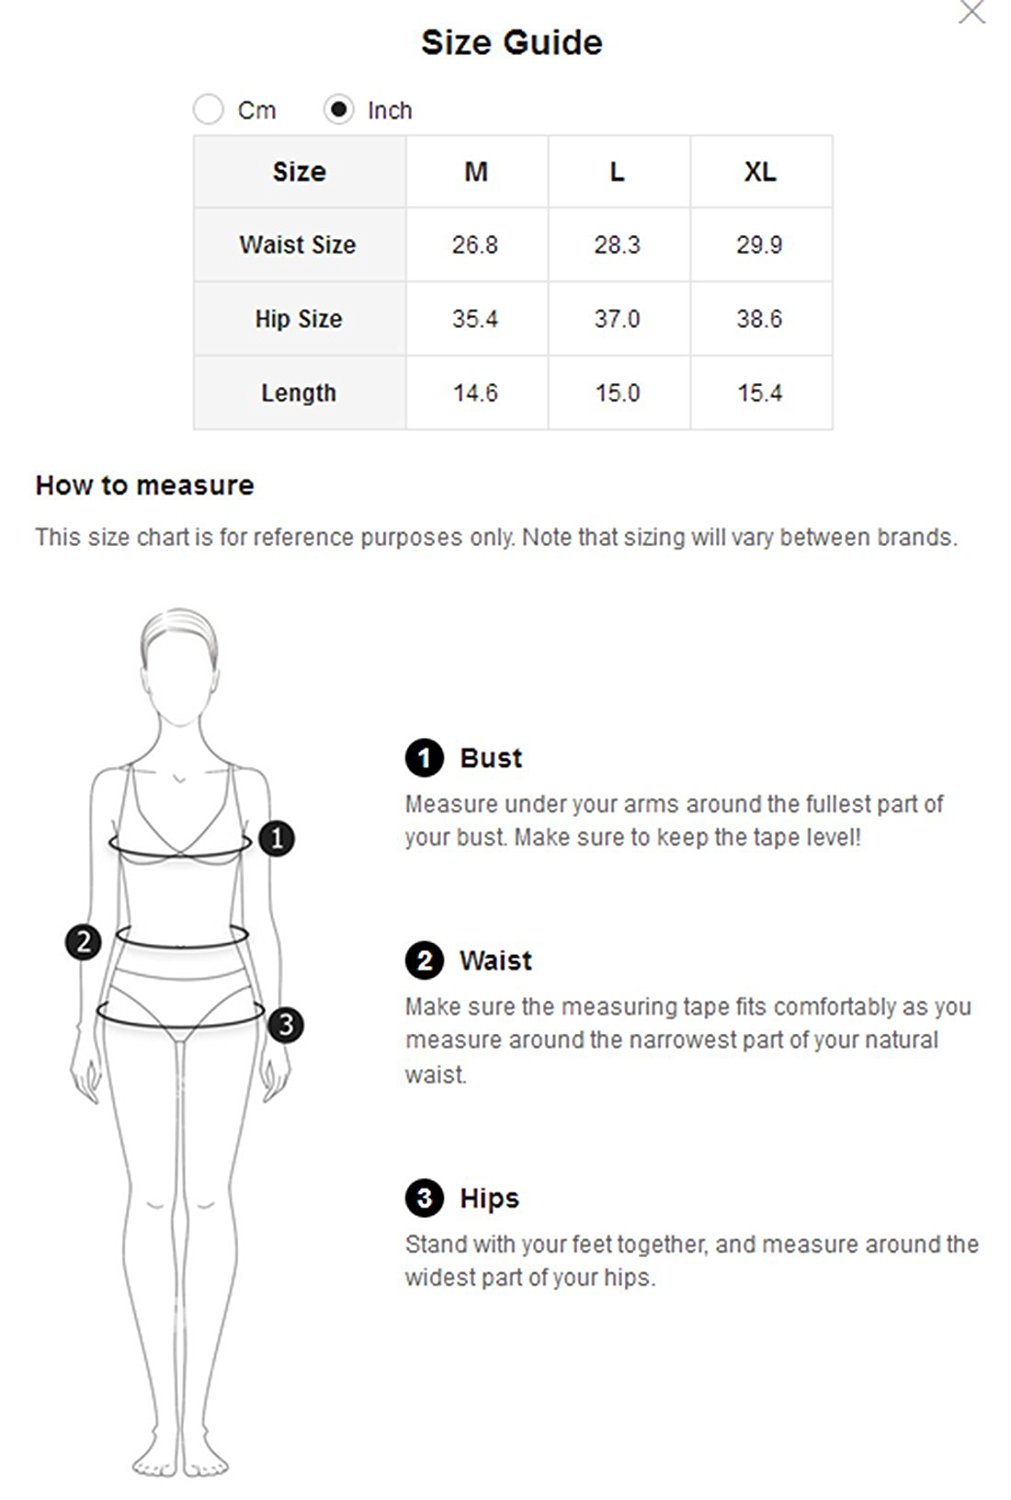 Size Guide
Cm Inch
Size M L XL
Waist Size 26.8 28.3 29.9
Hip Size 35.4 37.0 38.6
Length 14.6 15.0 15.4
How to measure
This size chart is for reference purposes only. Note that sizing will vary between brands.
1 Bust
Measure under your arms around the fullest part of
your bust. Make sure to keep the tape level!
1
2
2 Waist
Make sure the measuring tape fits comfortably as you
measure around the narrowest part of your natural
waist.
3
3 Hips
Stand with your feet together, and measure around the
widest part of your hips.